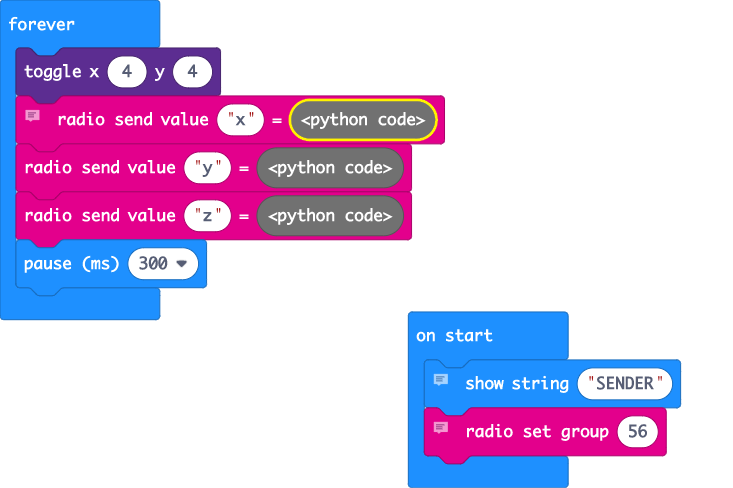 forever
toggle x 4 y 4
radio send value "x" = <python code>
radio send value "y" = <python code>
radio send value "z" = <python code>
pause (ms) 300
on start
show string "SENDER"
radio set group 56